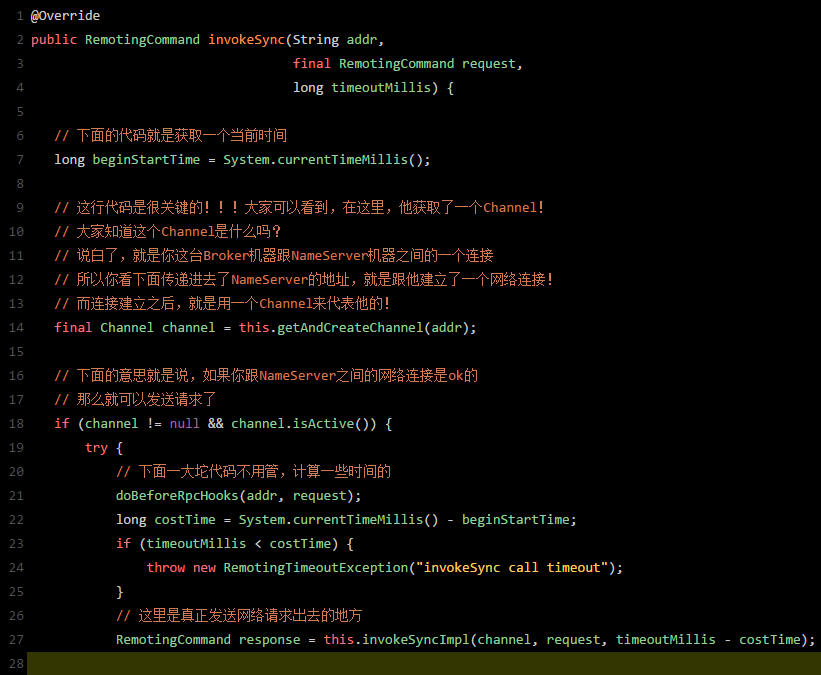 1 @Override
2 public RemotingCommand invokeSync(String addr,
3 final RemotingCommand request,
4 long timeoutMillis) {
5
6 // 下面的代码就是获取一个当前时间
7 long beginStartTime = System.currentTimeMillis();
8
9 // 这行代码是很关键的！！！大家可以看到，在这里，他获取了一个Channel！
10 // 大家知道这个Channel是什么吗？
11 // 说白了，就是你这台Broker机器跟NameServer机器之间的一个连接
12 // 所以你看下面传递进去了NameServer的地址，就是跟他建立了一个网络连接！
13 // 而连接建立之后，就是用一个Channel来代表他的！
14 final Channel channel = this.getAndCreateChannel(addr);
15
16 // 下面的意思就是说，如果你跟NameServer之间的网络连接是ok的
17 // 那么就可以发送请求了
18 if (channel != null && channel.isActive()) {
19 try {
20 // 下面一大坨代码不用管，计算一些时间的
21 doBeforeRpcHooks(addr, request);
22 long costTime = System.currentTimeMillis() - beginStartTime;
23 if (timeoutMillis < costTime) {
24 throw new RemotingTimeoutException("invokeSync call timeout");
25 }
26 // 这里是真正发送网络请求出去的地方
27 RemotingCommand response = this.invokeSyncImpl(channel, request, timeoutMillis - costTime);
28